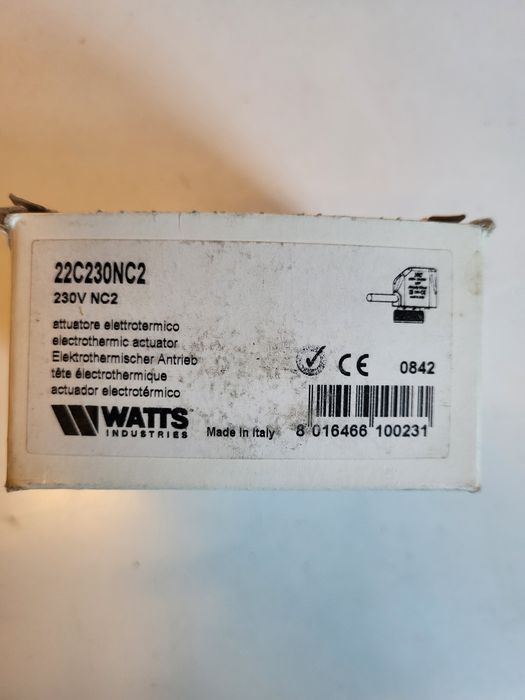 22C230NC2
230V NC2
attuatore elettrotermico
electrothermic actuator
Elektrothermischer Antrieb
tête électrothermique
actuador electrotérmico
CE 0842
WATTS
INDUSTRIES
Made in Italy
8 016466 100231